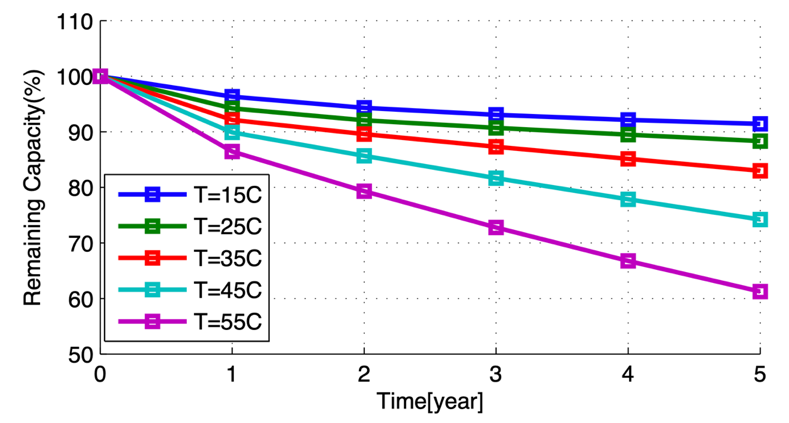 110
100
90
80
70
60
50
Remaining Capacity(%)
T=15C
T=25C
T=35C
T=45C
T=55C
0 1 2 3 4 5
Time[year]